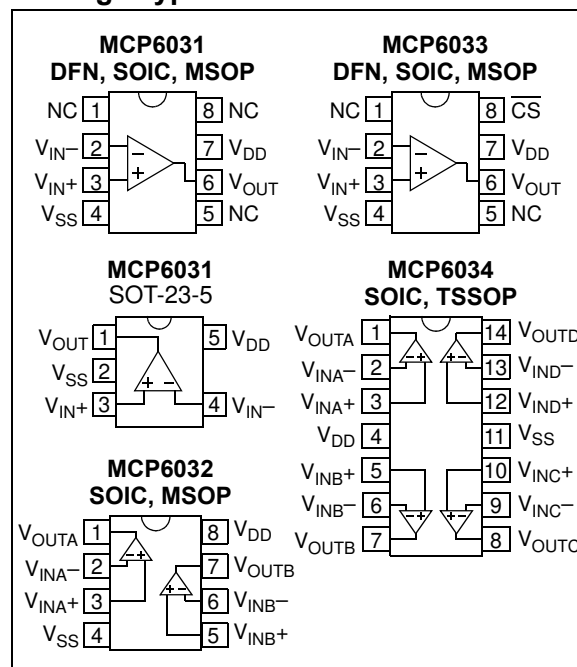 MCP6031
DFN, SOIC, MSOP
NC 1 8 NC
VIN– 2 7 VDD
VIN+ 3 6 VOUT
VSS 4 5 NC
– +
MCP6033
DFN, SOIC, MSOP
NC 1 8 C̅S̅
VIN– 2 7 VDD
VIN+ 3 6 VOUT
VSS 4 5 NC
– +
MCP6031
SOT-23-5
VOUT 1 5 VDD
VSS 2
VIN+ 3 4 VIN–
+ –
MCP6034
SOIC, TSSOP
VOUTA 1 14 VOUTD
VINA– 2 13 VIND–
VINA+ 3 12 VIND+
VDD 4 11 VSS
VINB+ 5 10 VINC+
VINB– 6 9 VINC–
VOUTB 7 8 VOUTC
– + + –
– + + –
MCP6032
SOIC, MSOP
VOUTA 1 8 VDD
VINA– 2 7 VOUTB
VINA+ 3 6 VINB–
VSS 4 5 VINB+
– +
+ –